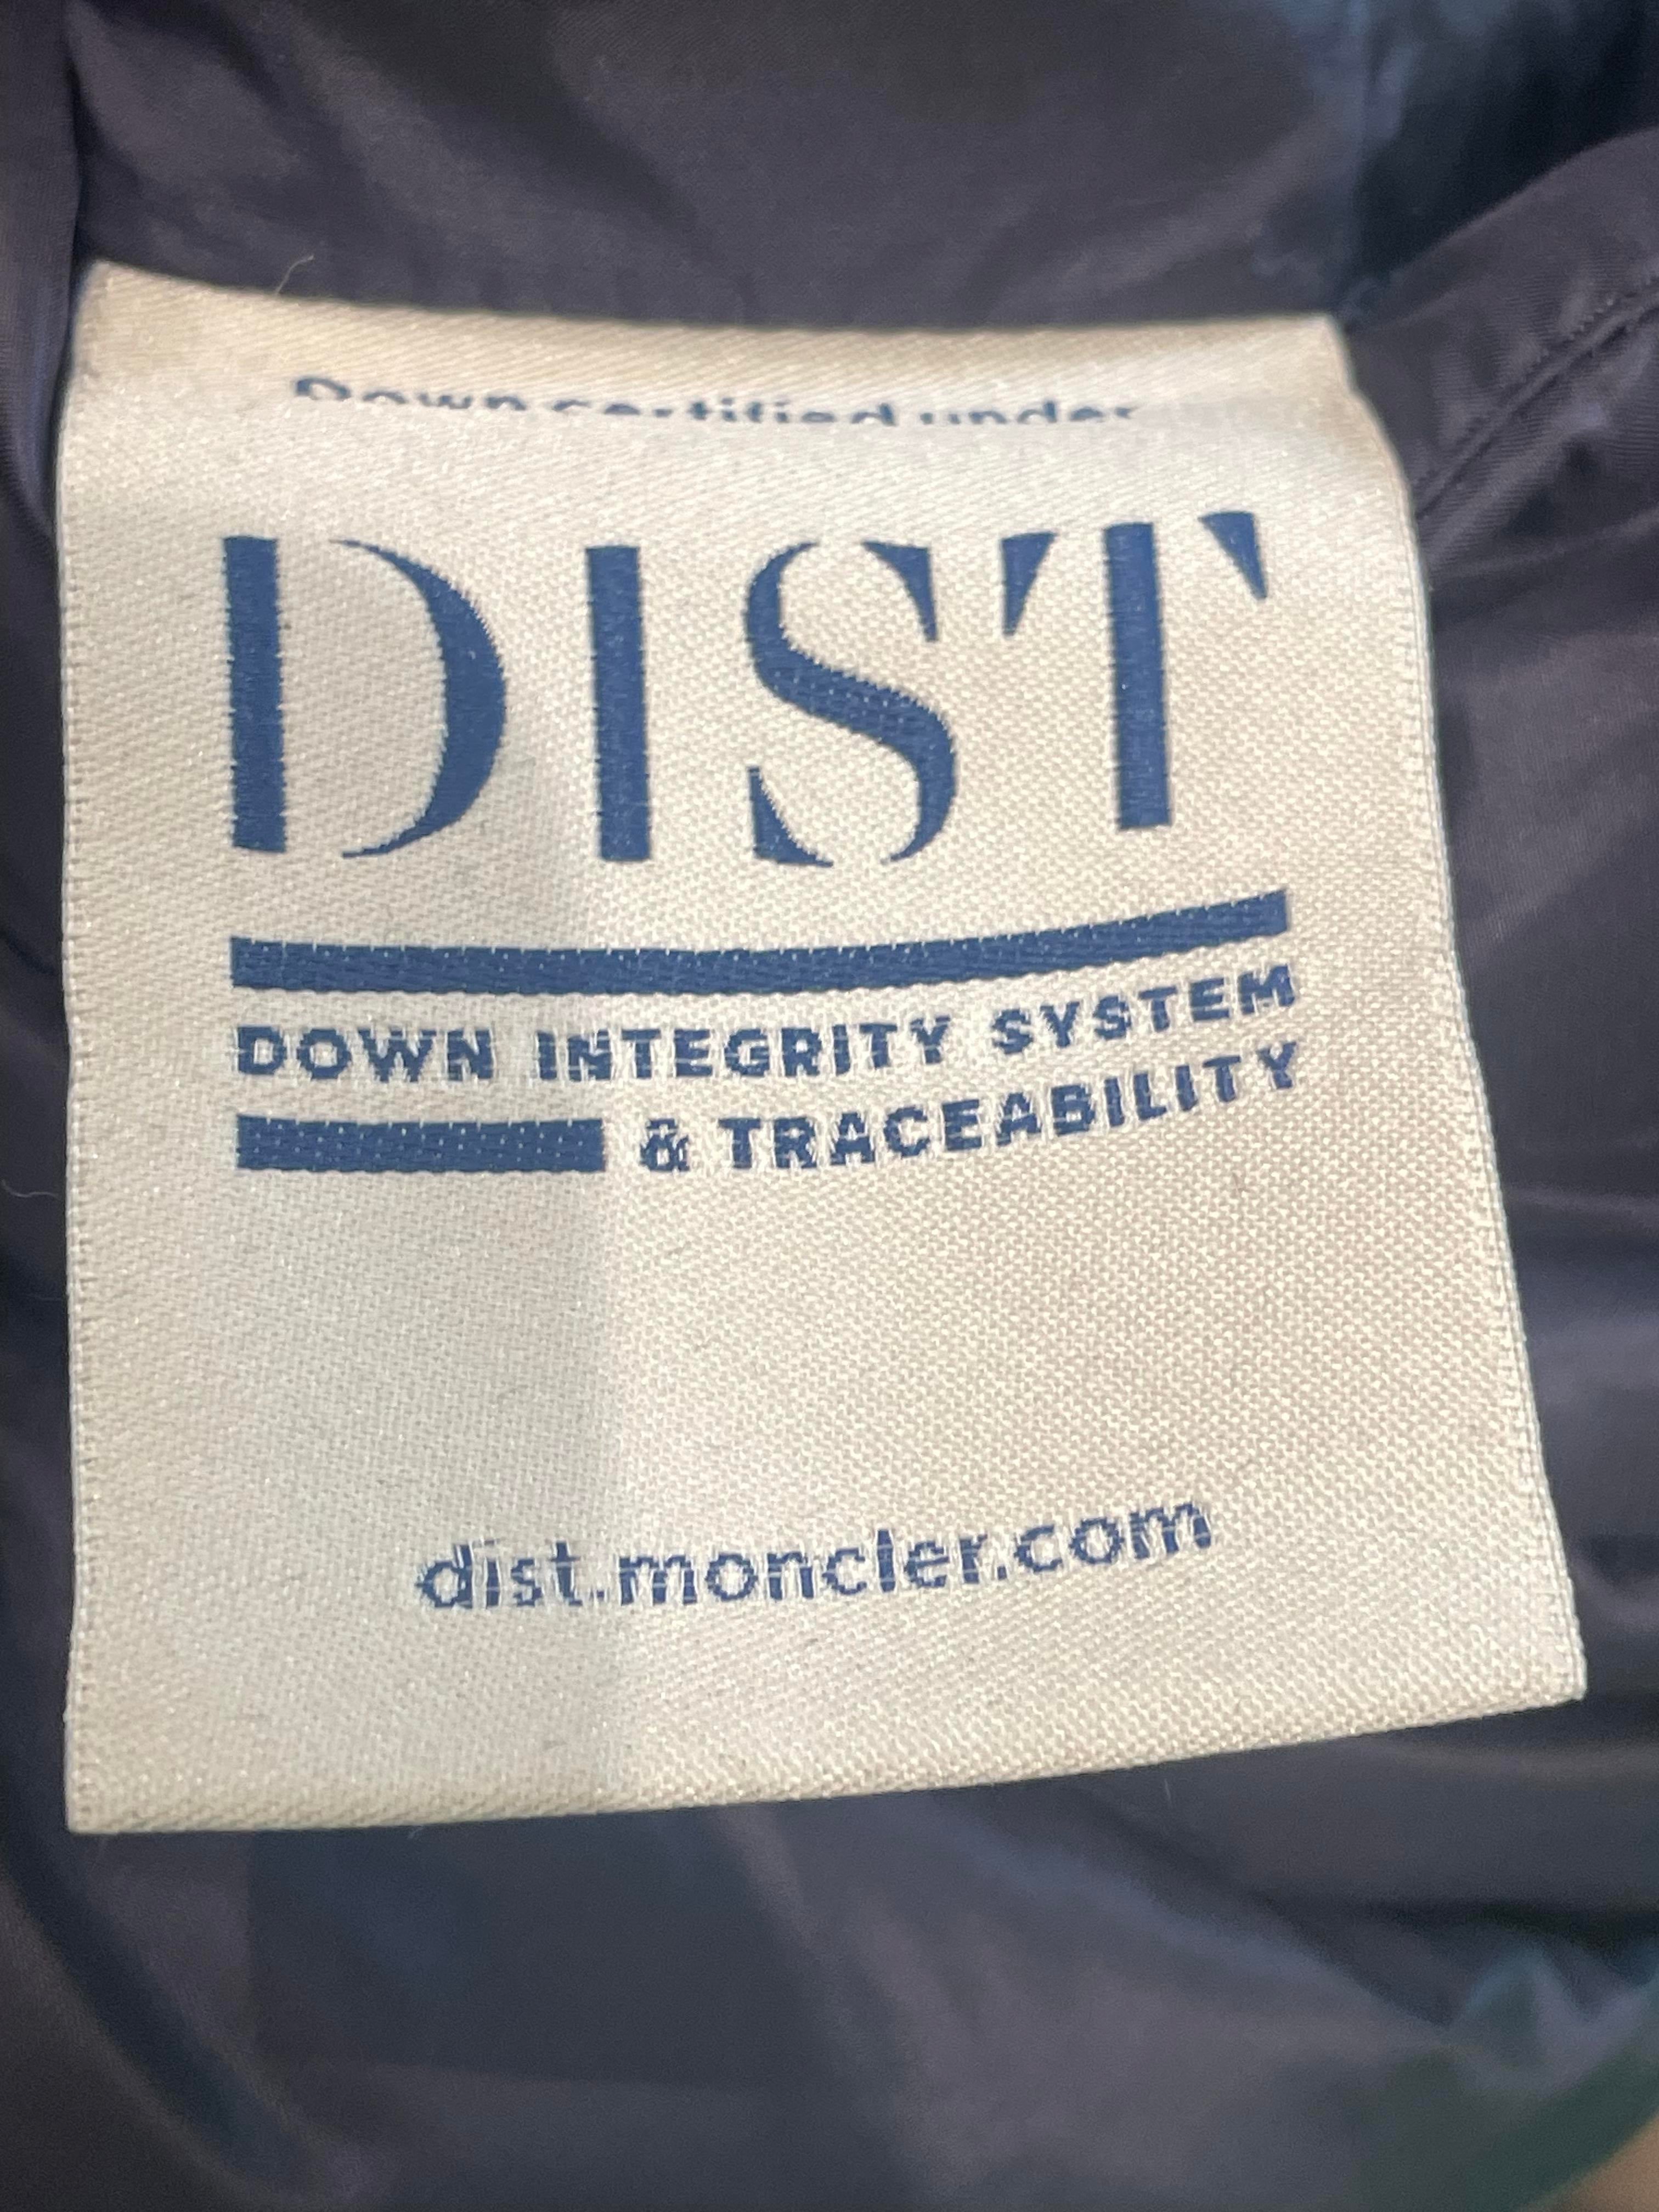 Down certified under
DIST
DOWN INTEGRITY SYSTEM
& TRACEABILITY
dist.moncler.com